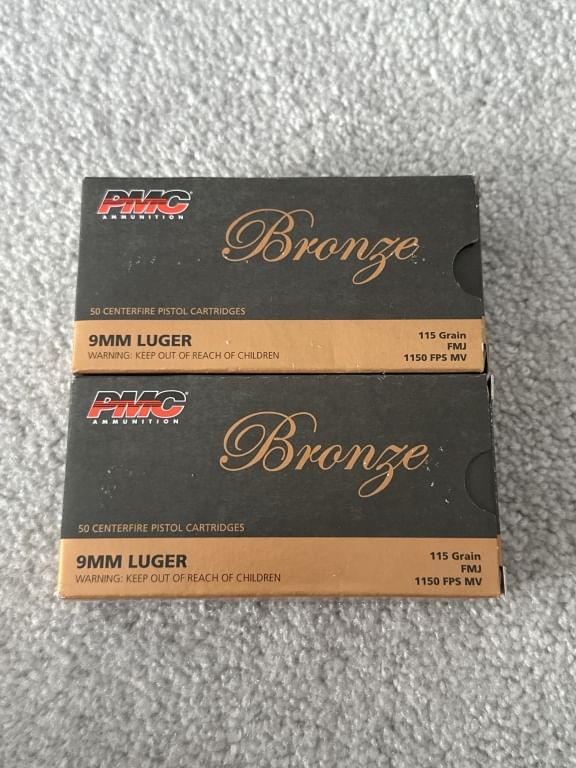 PMC
AMMUNITION
Bronze
50 CENTERFIRE PISTOL CARTRIDGES
9MM LUGER
WARNING: KEEP OUT OF REACH OF CHILDREN
115 Grain
FMJ
1150 FPS MV
PMC
AMMUNITION
Bronze
50 CENTERFIRE PISTOL CARTRIDGES
9MM LUGER
WARNING: KEEP OUT OF REACH OF CHILDREN
115 Grain
FMJ
1150 FPS MV